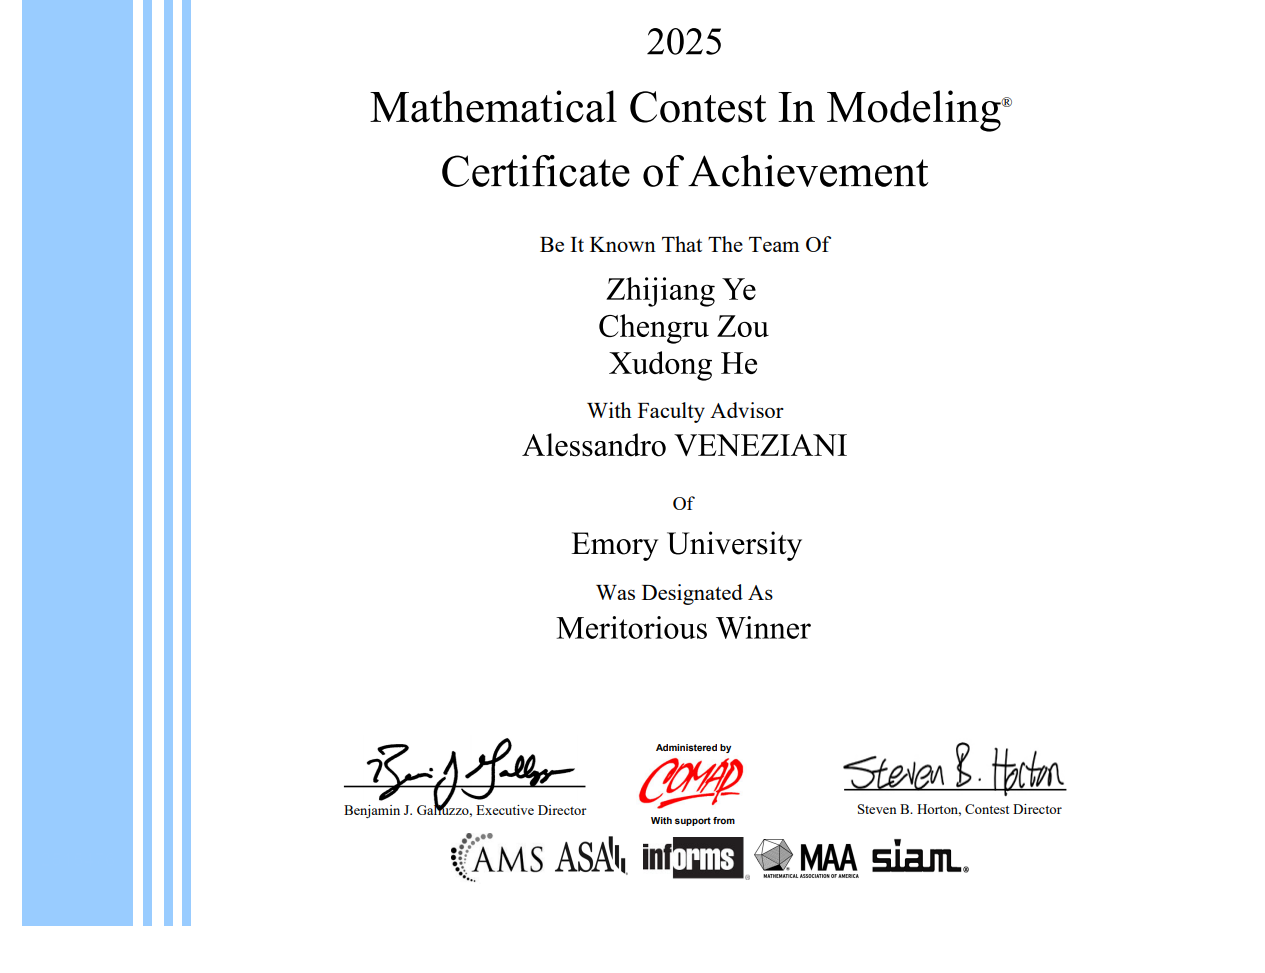 2025
Mathematical Contest In Modeling®
Certificate of Achievement
Be It Known That The Team Of
Zhijiang Ye
Chengru Zou
Xudong He
With Faculty Advisor
Alessandro VENEZIANI
Of
Emory University
Was Designated As
Meritorious Winner
Administered by
COMAP
Steven B. Horton
Benjamin J. Galluzzo, Executive Director
Steven B. Horton, Contest Director
With support from
AMS ASA informs® MAA siam®
MATHEMATICAL ASSOCIATION OF AMERICA